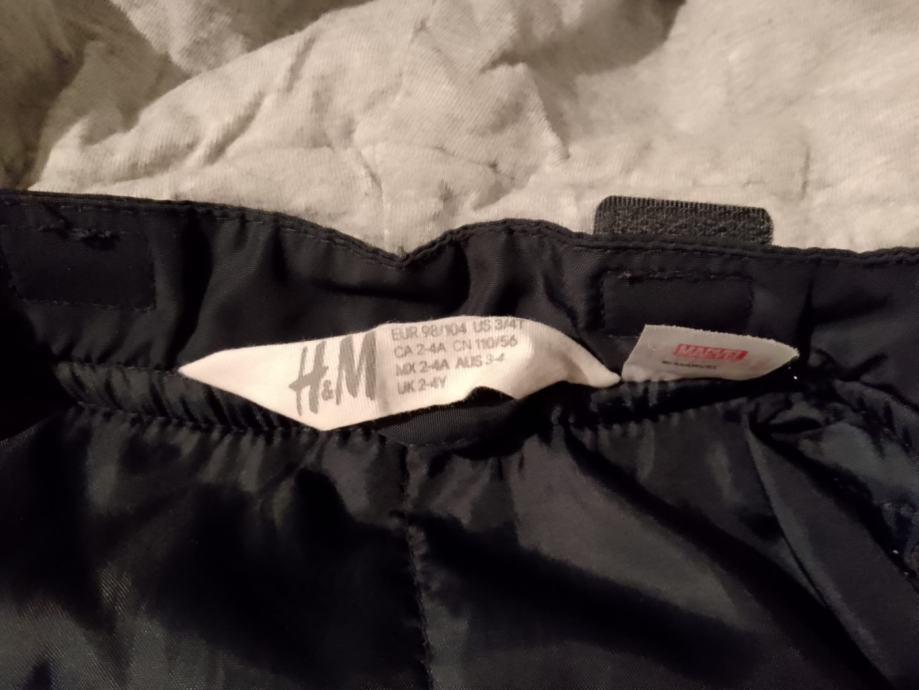 H&M
EUR 98/104 US 3/4T
CA 2-4A CN 110/56
MX 2-4A AUS 3-4
UK 2-4Y
MARVEL